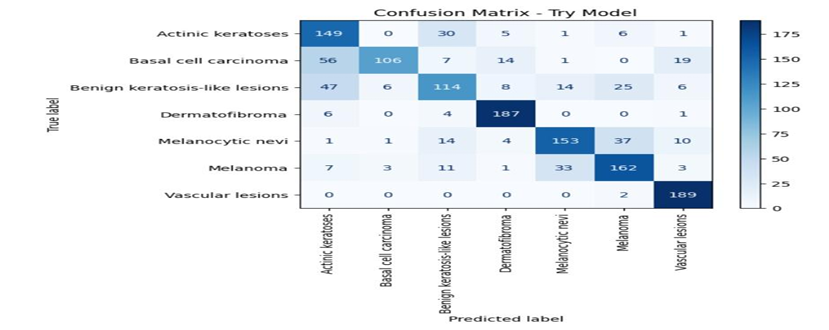 Confusion Matrix - Try Model
True label
Actinic keratoses 149 0 30 5 1 6 1
Basal cell carcinoma 56 106 7 14 1 0 19
Benign keratosis-like lesions 47 6 114 8 14 25 6
Dermatofibroma 6 0 4 187 0 0 1
Melanocytic nevi 1 1 14 4 153 37 10
Melanoma 7 3 11 1 33 162 3
Vascular lesions 0 0 0 0 0 2 189
Actinic keratoses
Basal cell carcinoma
Benign keratosis-like lesions
Dermatofibroma
Melanocytic nevi
Melanoma
Vascular lesions
Predicted label
175
150
125
100
75
50
25
0